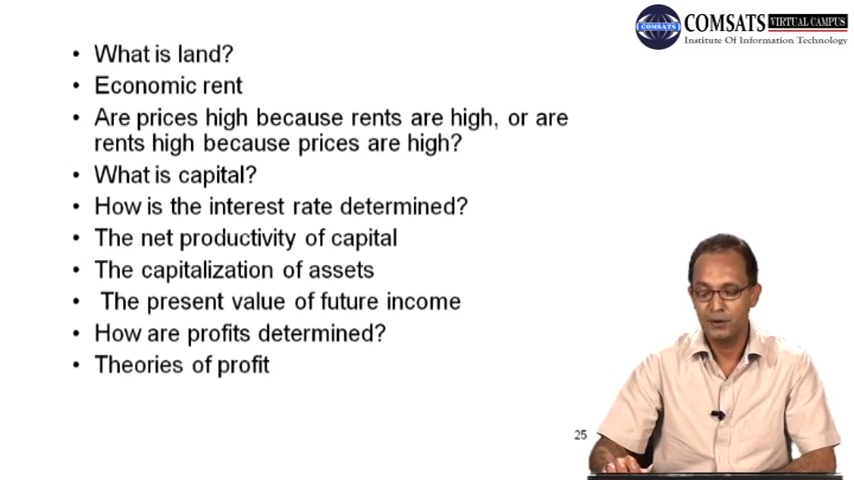 COMSATS VIRTUAL CAMPUS
COMSATS
Institute Of Information Technology
• What is land?
• Economic rent
• Are prices high because rents are high, or are
rents high because prices are high?
• What is capital?
• How is the interest rate determined?
• The net productivity of capital
• The capitalization of assets
• The present value of future income
• How are profits determined?
• Theories of profit
25